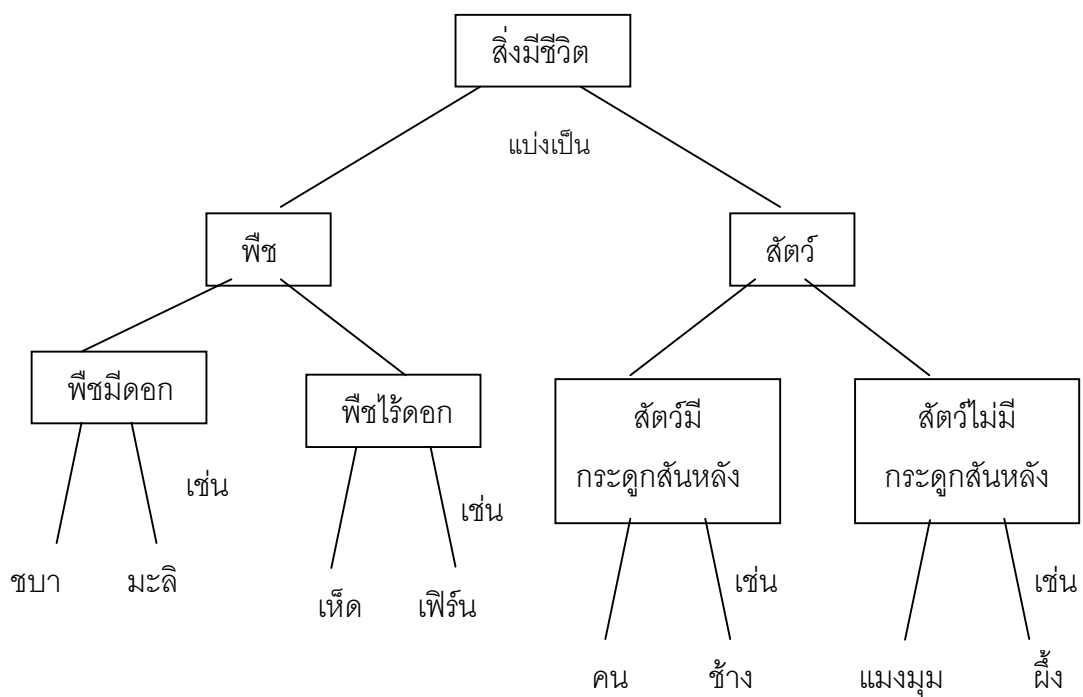 สิ่งมีชีวิต
แบ่งเป็น
พืช
สัตว์
พืชมีดอก
พืชไร้ดอก
สัตว์มี
กระดูกสันหลัง
สัตว์ไม่มี
กระดูกสันหลัง
เช่น
เช่น
เช่น
เช่น
ชบา
มะลิ
เห็ด
เฟิร์น
คน
ช้าง
แมงมุม
ผึ้ง